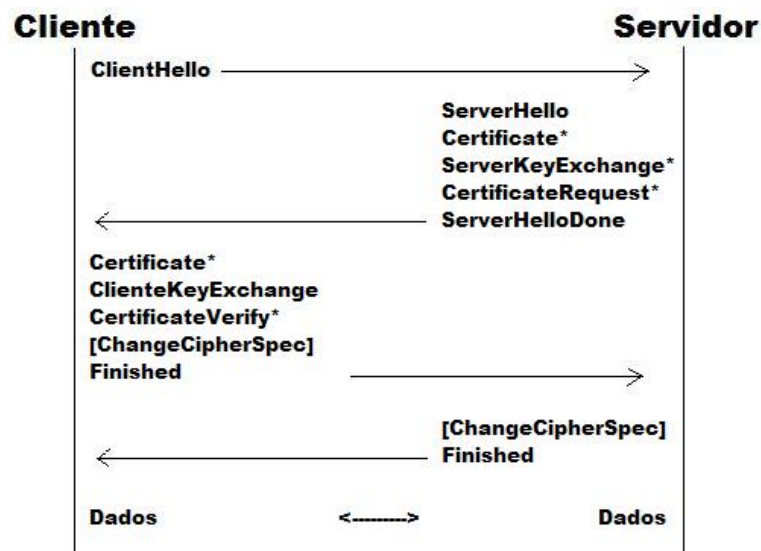 Cliente Servidor
ClientHello
ServerHello
Certificate*
ServerKeyExchange*
CertificateRequest*
ServerHelloDone
Certificate*
ClienteKeyExchange
CertificateVerify*
[ChangeCipherSpec]
Finished
[ChangeCipherSpec]
Finished
Dados <---------> Dados